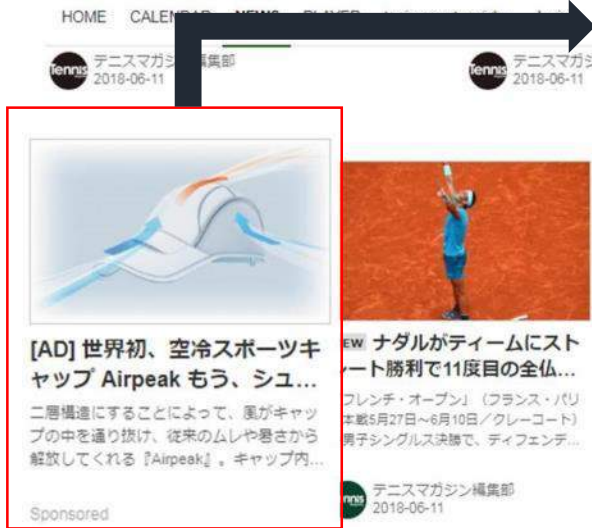 HOME CALENDAR NEWS PLAYER
Tennis テニスマガジン編集部
2018-06-11
Tennis テニスマガジ
2018-06-11
[AD] 世界初、空冷スポーツキ
ャップ Airpeak もう、シュ...
二層構造にすることによって、風がキャッ
プの中を通り抜け、従来のムレや暑さから
解放してくれる『Airpeak』。キャップ内...
Sponsored
EW ナダルがティームにスト
ート勝利で11度目の全仏...
フレンチ・オープン」（フランス・パリ
本戦5月27日～6月10日／クレーコート）
男子シングルス決勝で、ディフェンデ...
テニスマガジン編集部
2018-06-11